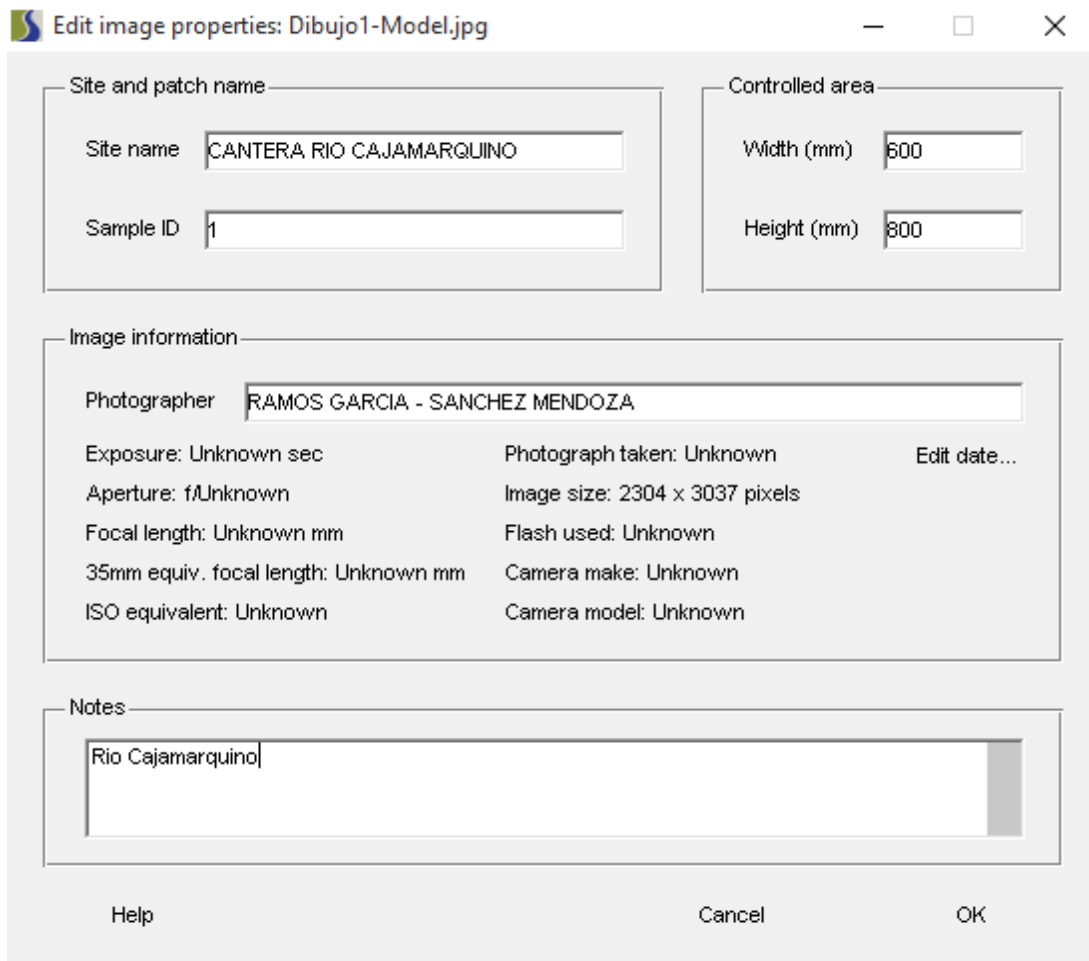 Edit image properties: Dibujo1-Model.jpg
Site and patch name
Site name CANTERA RIO CAJAMARQUINO
Sample ID 1
Controlled area
Width (mm) 600
Height (mm) 800
Image information
Photographer RAMOS GARCIA - SANCHEZ MENDOZA
Exposure: Unknown sec
Aperture: f/Unknown
Focal length: Unknown mm
35mm equiv. focal length: Unknown mm
ISO equivalent: Unknown
Photograph taken: Unknown
Image size: 2304 x 3037 pixels
Flash used: Unknown
Camera make: Unknown
Camera model: Unknown
Edit date...
Notes
Rio Cajamarquino
Help Cancel OK